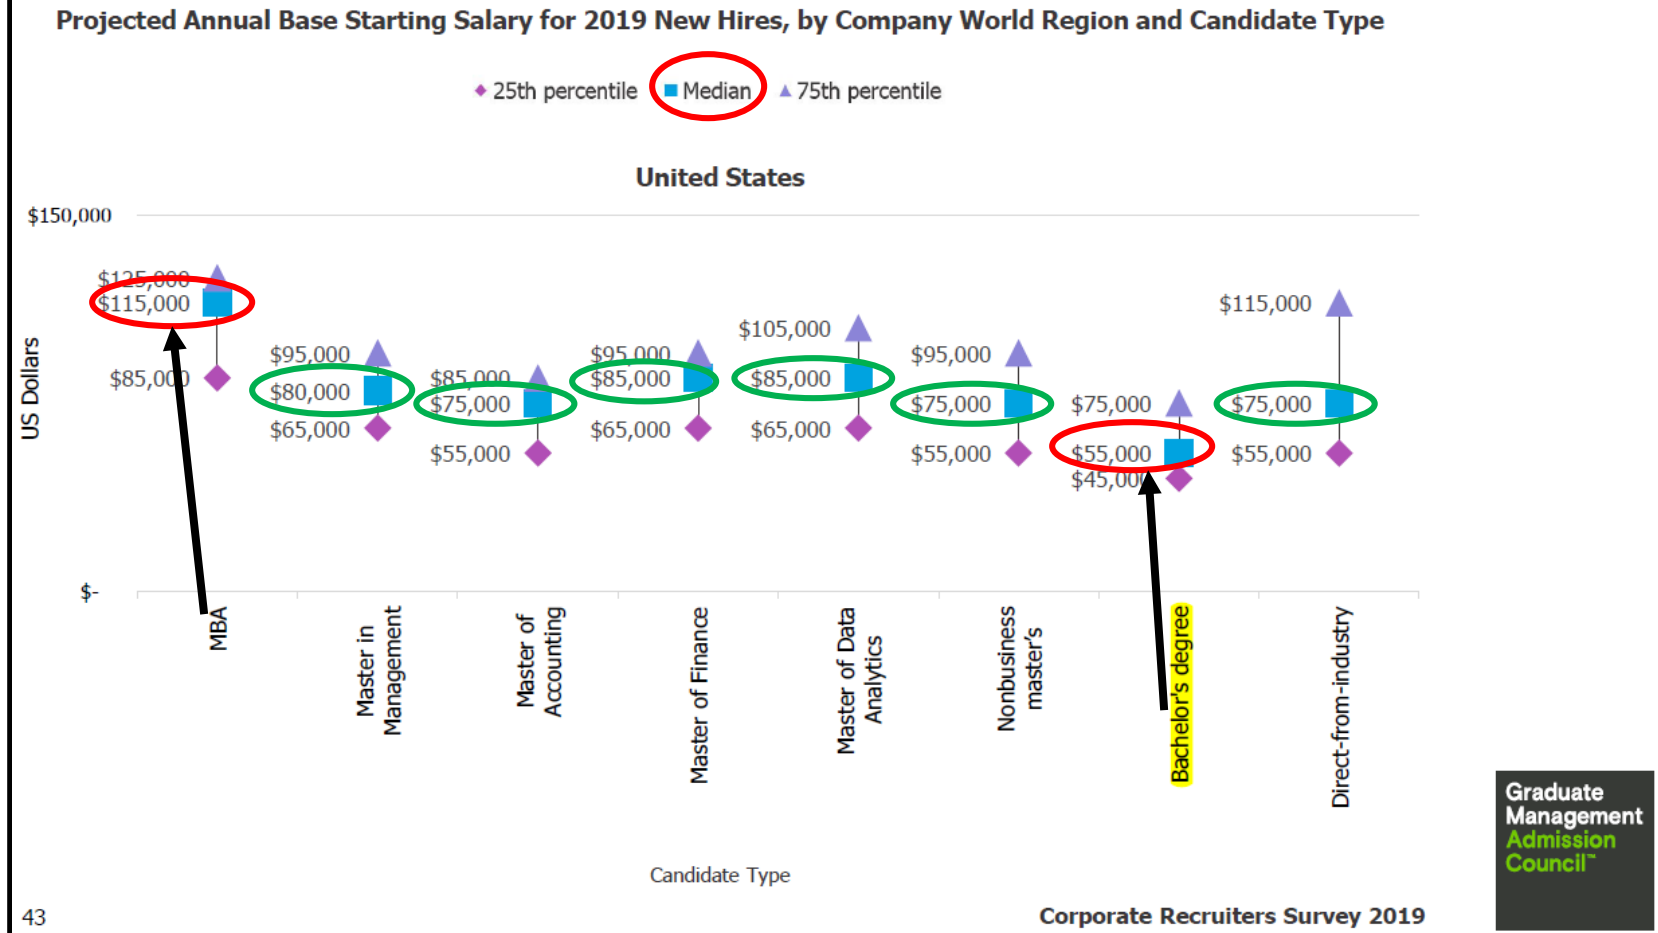 Projected Annual Base Starting Salary for 2019 New Hires, by Company World Region and Candidate Type
25th percentile Median 75th percentile
United States
$150,000
US Dollars
$125,000
$115,000
$85,000
$95,000
$80,000
$65,000
$85,000
$75,000
$55,000
$95,000
$85,000
$65,000
$105,000
$85,000
$65,000
$95,000
$75,000
$55,000
$75,000
$55,000
$45,000
$115,000
$75,000
$55,000
$-
MBA
Master in
Management
Master of
Accounting
Master of Finance
Master of Data
Analytics
Nonbusiness
master's
Bachelor's degree
Direct-from-industry
Candidate Type
Graduate
Management
Admission
Council™
43
Corporate Recruiters Survey 2019